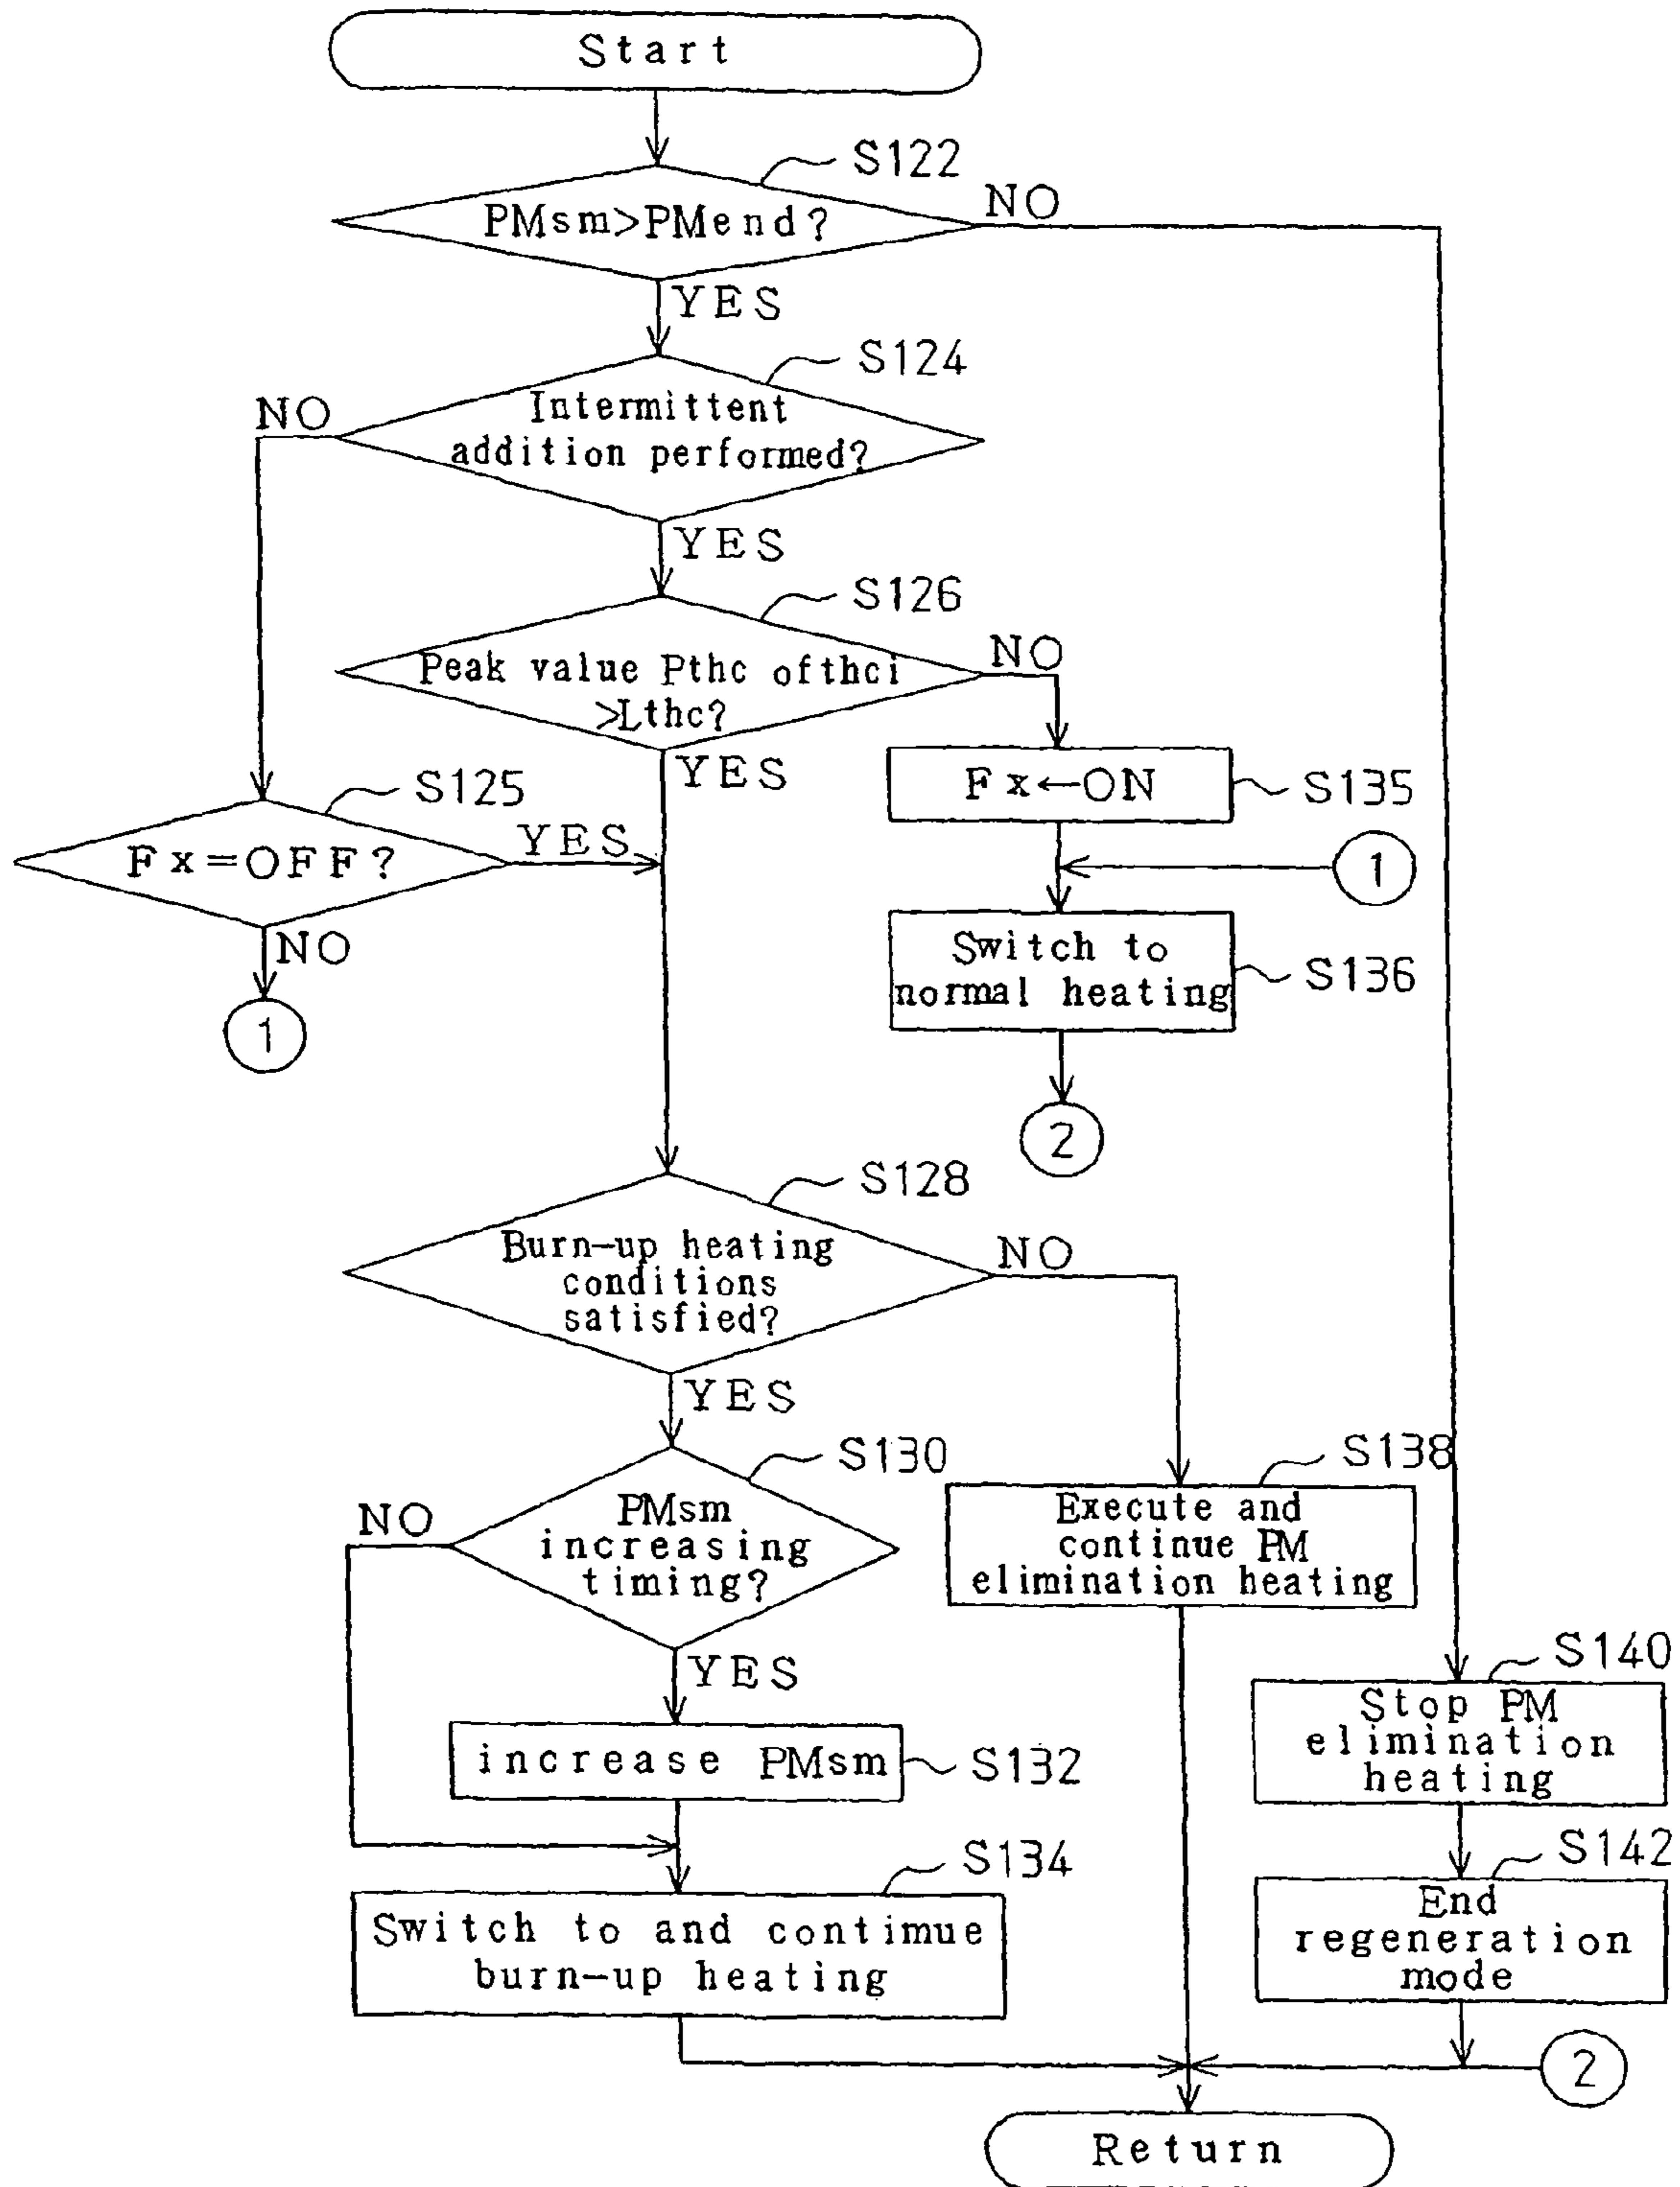 Start
S122
PMsm>PMend?
NO
YES
S124
NO
Intermittent
addition performed?
YES
S126
Peak value Pthc ofthci
>Lthc?
NO
YES
Fx←ON
S135
S125
Fx=OFF?
YES
NO
1
1
Switch to
normal heating
S136
2
S128
Burn-up heating
conditions
satisfied?
NO
YES
S130
NO
PMsm
increasing
timing?
YES
S138
Execute and
continue PM
elimination heating
increase PMsm
S132
S140
Stop PM
elimination
heating
S134
Switch to and contimue
burn-up heating
S142
End
regeneration
mode
2
Return